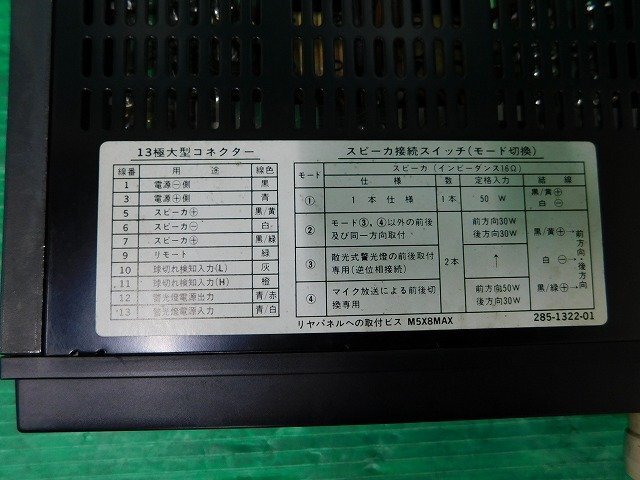 13極大型コネクター
線番 用途 線色
1 電源㊀側 黒
3 電源㊉側 青
5 スピーカ㊉ 黒/黄
6 スピーカ㊀ 白
7 スピーカ㊉ 黒/緑
9 リモート 緑
10 球切れ検知入力(L) 灰
11 球切れ検知入力(H) 橙
12 警光燈電源出力 青/赤
13 警光燈電源入力 青/白
スピーカ接続スイッチ(モード切換)
モード スピーカ(インピーダンス16Ω)
仕様 数 定格入力 結線
① 1本仕様 1本 50W 黒/黄㊉
白㊀
② モード③,④以外の前後 前方向30W
及び同一方向取付 後方向30W 黒/黄㊉→前方向
③ 散光式警光燈の前後取付 2本 ↑ 白㊀
専用(逆位相接続)
④ マイク放送による前後切 前方向50W 黒/緑㊉→後方向
換専用 後方向30W
リヤパネルへの取付ビス M5X8MAX 285-1322-01